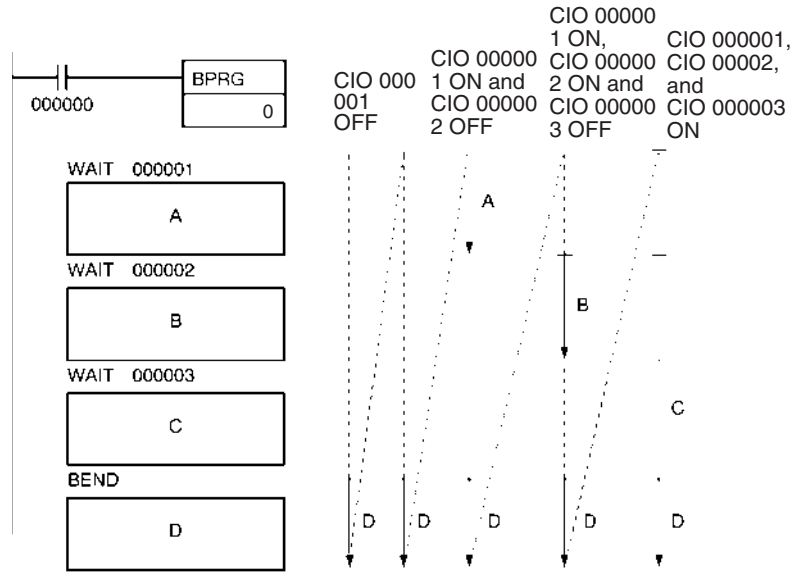 BPRG
000000
0
CIO 000
001
OFF
CIO 00000
1 ON and
CIO 00000
2 OFF
CIO 00000
1 ON,
CIO 00000
2 ON and
CIO 00000
3 OFF
CIO 000001,
CIO 00002,
and
CIO 000003
ON
WAIT 000001
A
A
WAIT 000002
B
B
WAIT 000003
C
C
BEND
D
D
D
D
D
D